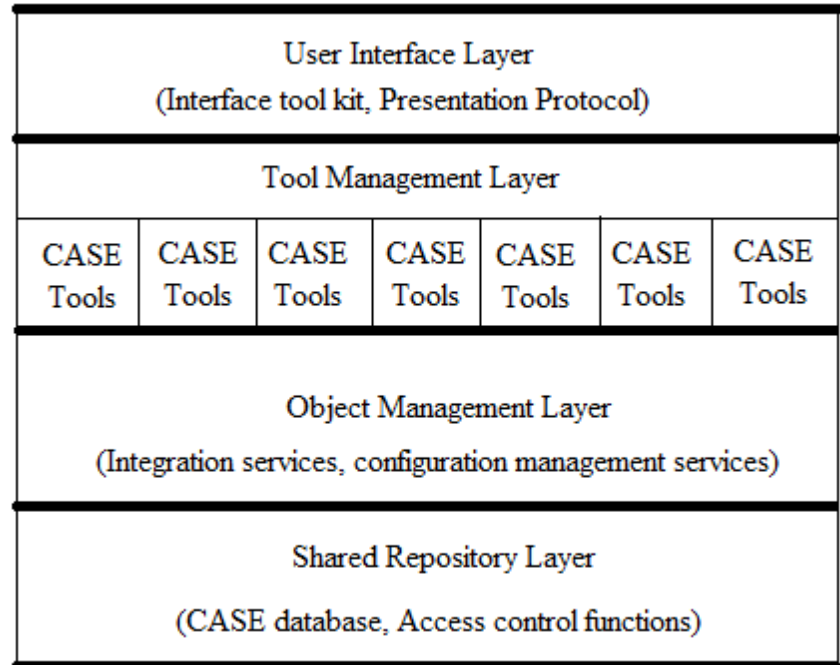 User Interface Layer
(Interface tool kit, Presentation Protocol)
Tool Management Layer
CASE Tools
CASE Tools
CASE Tools
CASE Tools
CASE Tools
CASE Tools
CASE Tools
Object Management Layer
(Integration services, configuration management services)
Shared Repository Layer
(CASE database, Access control functions)